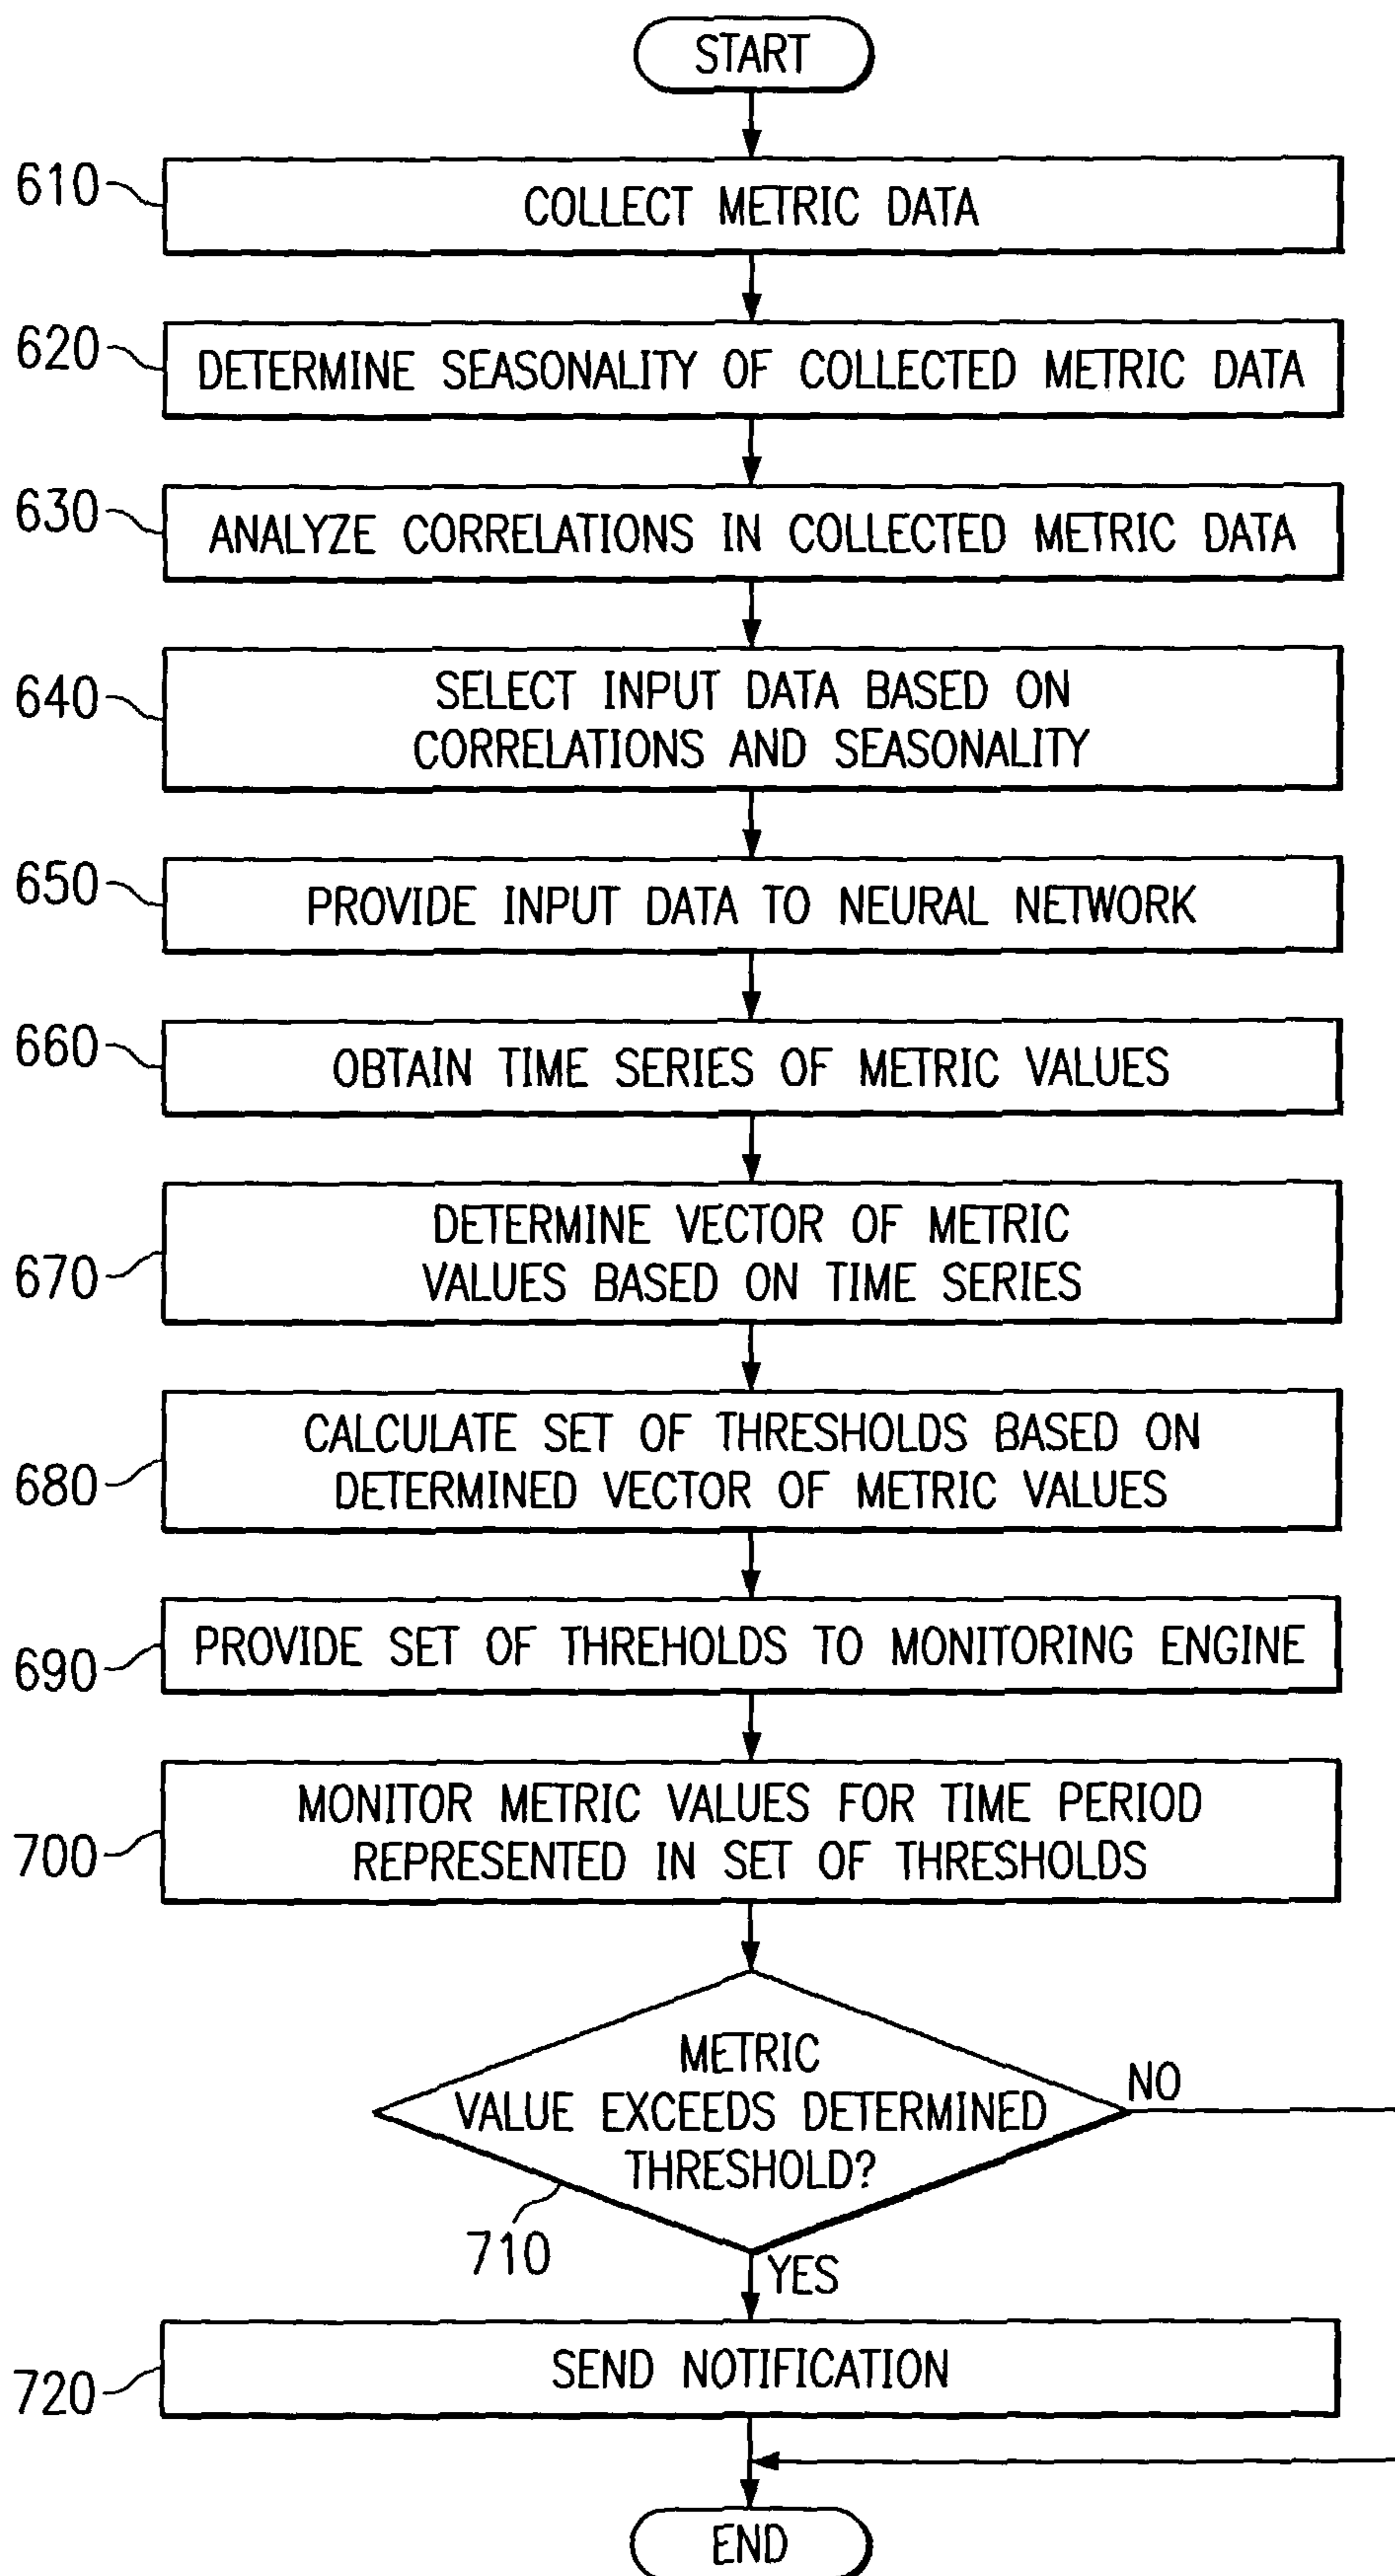 START
610
COLLECT METRIC DATA
620
DETERMINE SEASONALITY OF COLLECTED METRIC DATA
630
ANALYZE CORRELATIONS IN COLLECTED METRIC DATA
640
SELECT INPUT DATA BASED ON
CORRELATIONS AND SEASONALITY
650
PROVIDE INPUT DATA TO NEURAL NETWORK
660
OBTAIN TIME SERIES OF METRIC VALUES
670
DETERMINE VECTOR OF METRIC
VALUES BASED ON TIME SERIES
680
CALCULATE SET OF THRESHOLDS BASED ON
DETERMINED VECTOR OF METRIC VALUES
690
PROVIDE SET OF THREHOLDS TO MONITORING ENGINE
700
MONITOR METRIC VALUES FOR TIME PERIOD
REPRESENTED IN SET OF THRESHOLDS
METRIC
VALUE EXCEEDS DETERMINED
THRESHOLD?
NO
710
YES
720
SEND NOTIFICATION
END